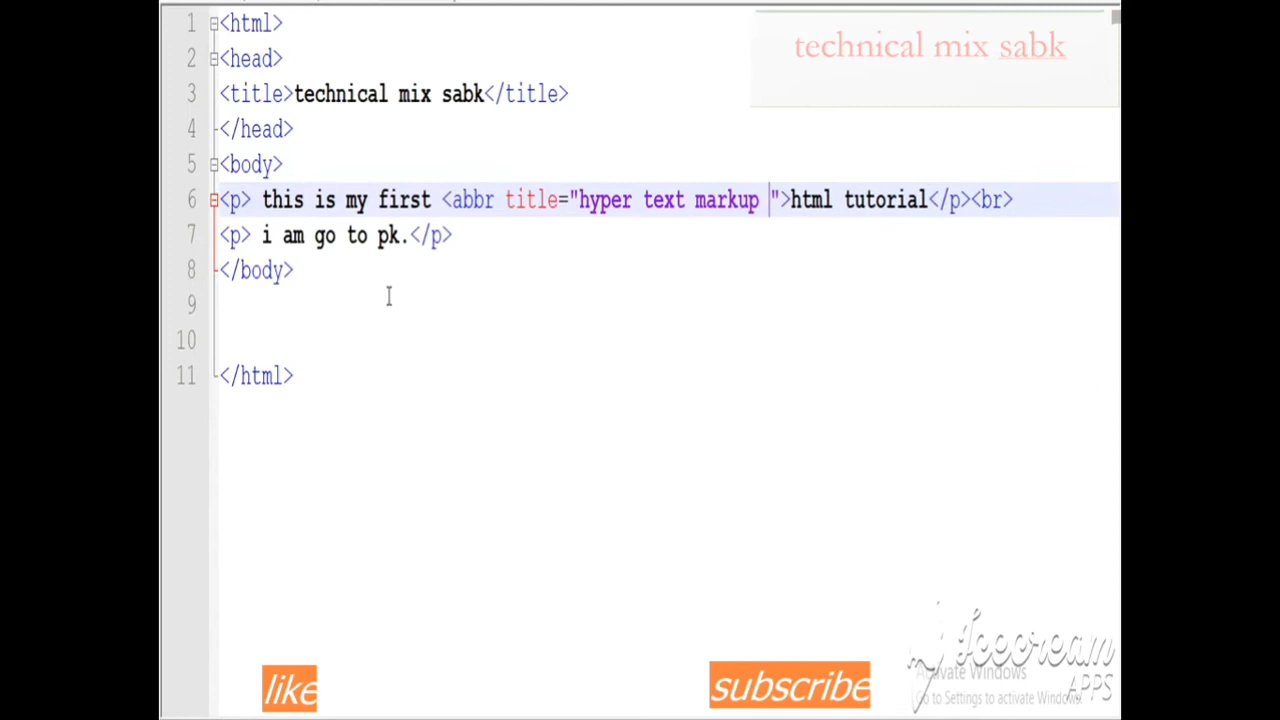 technical mix sabk
1 <html>
2 <head>
3 <title>technical mix sabk</title>
4 </head>
5 <body>
6 <p> this is my first <abbr title="hyper text markup ">html tutorial</p><br>
7 <p> i am go to pk.</p>
8 </body>
9
10
11 </html>
Icecream
APPS
Activate Windows
Go to Settings to activate Windows.
like
subscribe